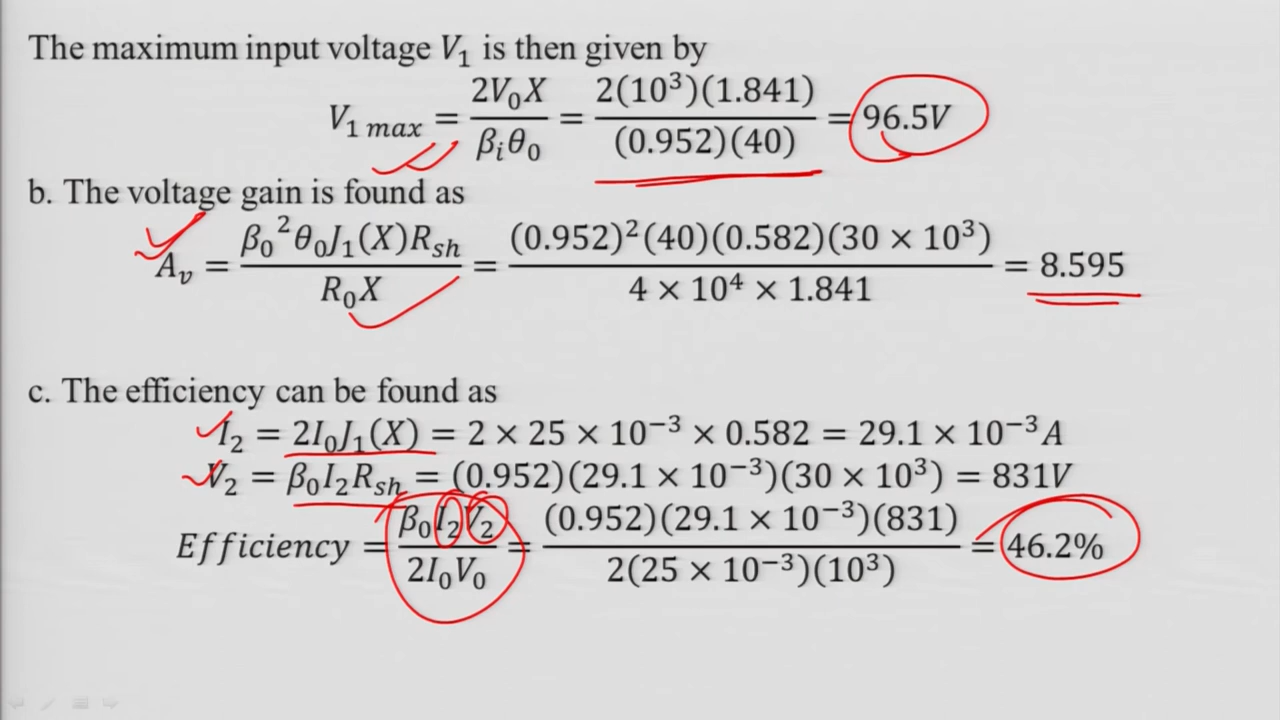 The maximum input voltage V₁ is then given by
V₁ ₘₐₓ = 2V₀X / βᵢθ₀ = 2(10³)(1.841) / (0.952)(40) = 96.5V
b. The voltage gain is found as
Aᵥ = β₀²θ₀J₁(X)Rₛₕ / R₀X = (0.952)²(40)(0.582)(30 × 10³) / 4 × 10⁴ × 1.841 = 8.595
c. The efficiency can be found as
I₂ = 2I₀J₁(X) = 2 × 25 × 10⁻³ × 0.582 = 29.1 × 10⁻³A
V₂ = β₀I₂Rₛₕ = (0.952)(29.1 × 10⁻³)(30 × 10³) = 831V
Efficiency = β₀I₂V₂ / 2I₀V₀ = (0.952)(29.1 × 10⁻³)(831) / 2(25 × 10⁻³)(10³) = 46.2%